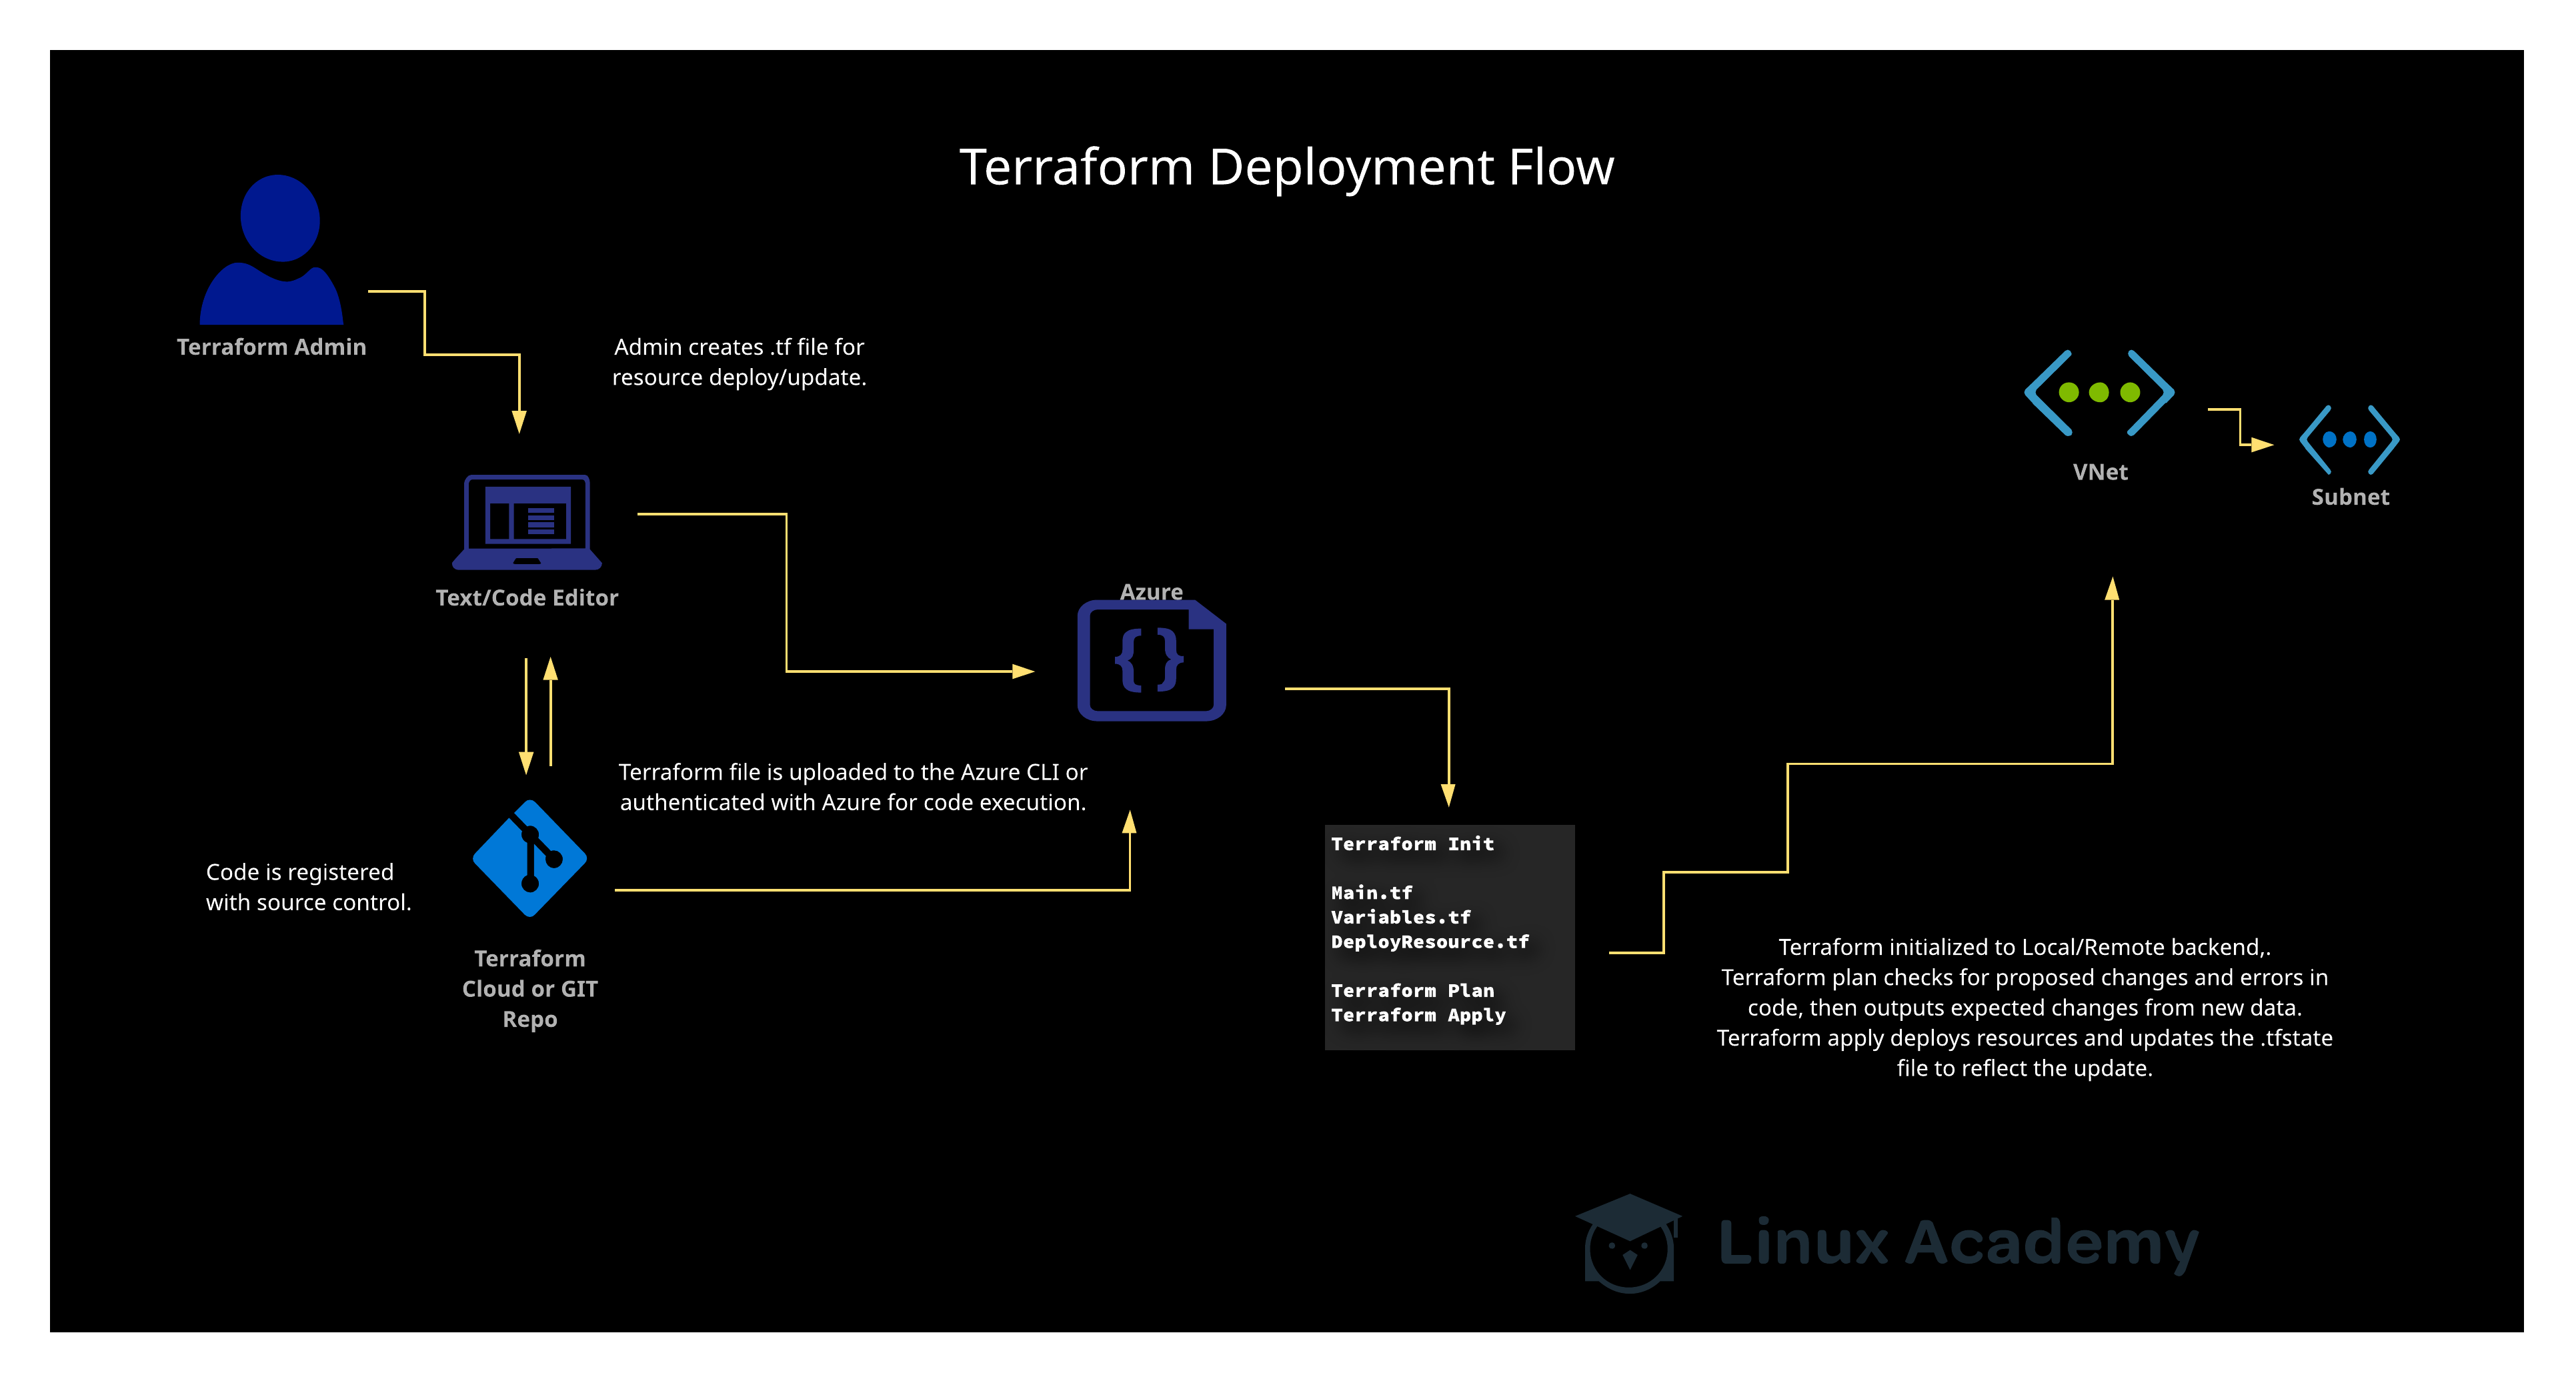 Terraform Deployment Flow
Terraform Admin
Admin creates .tf file for
resource deploy/update.
Text/Code Editor
VNet
Subnet
Azure
Terraform file is uploaded to the Azure CLI or
authenticated with Azure for code execution.
Code is registered
with source control.
Terraform
Cloud or GIT
Repo
Terraform Init
Main.tf
Variables.tf
DeployResource.tf
Terraform Plan
Terraform Apply
Terraform initialized to Local/Remote backend,.
Terraform plan checks for proposed changes and errors in
code, then outputs expected changes from new data.
Terraform apply deploys resources and updates the .tfstate
file to reflect the update.
Linux Academy